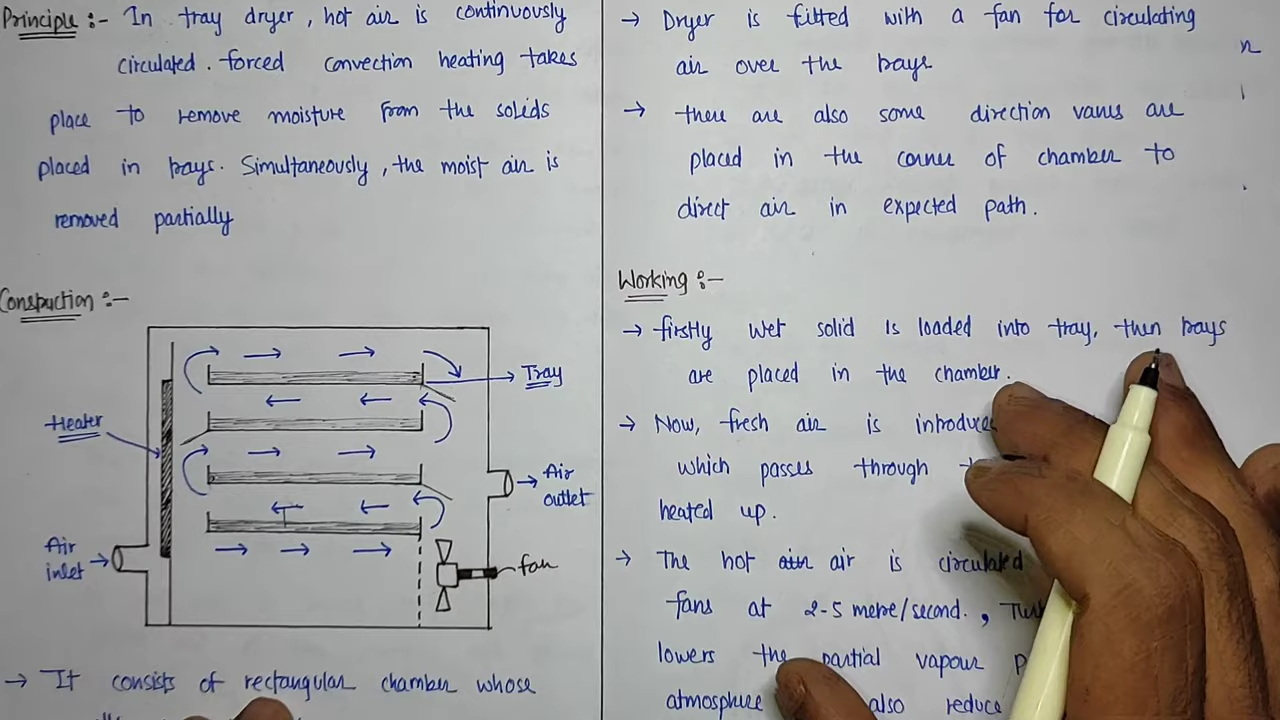 Principle :- In tray dryer, hot air is continuously
circulated. forced convection heating takes
place to remove moisture from the solids
placed in trays. Simultaneously, the moist air is
removed partially
Construction :-
Tray
Heater
Air
outlet
Air
inlet
fan
→ It consists of rectangular chamber whose
→ Dryer is fitted with a fan for circulating
air over the trays
→ there are also some direction vanes are
placed in the corner of chamber to
direct air in expected path.
Working :-
→ firstly wet solid is loaded into tray, then trays
are placed in the chamber.
→ Now, fresh air is
which passes through
heated up.
→ The hot air is circulated
fans at 2-5 metre/second.,
lowers the partial vapour
atmosphere also reduce